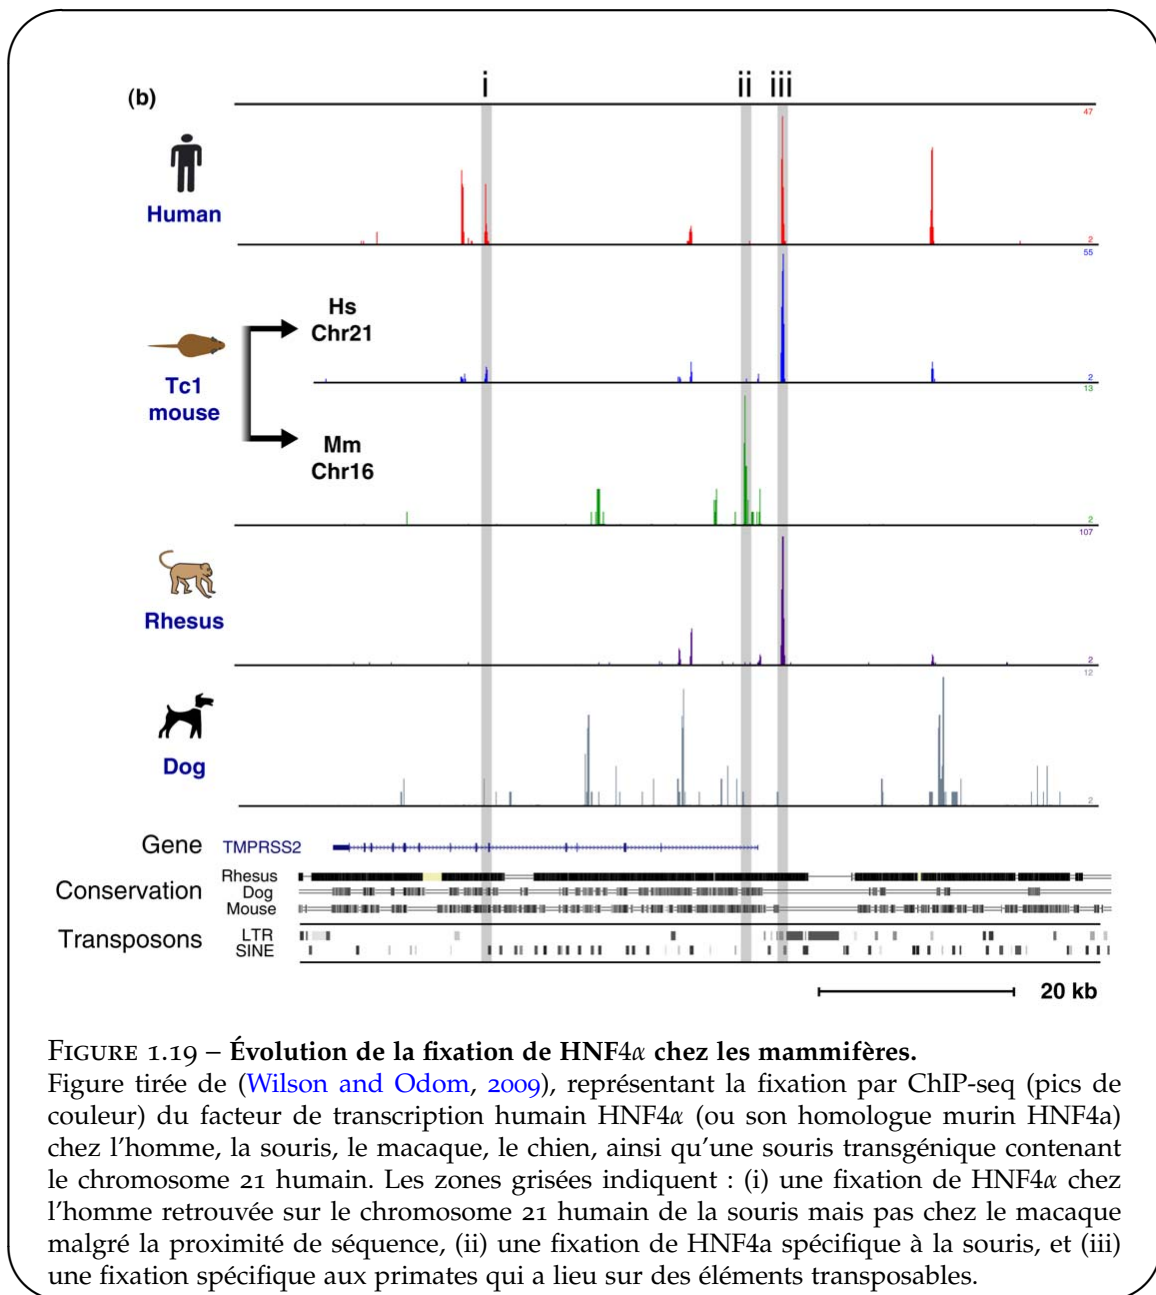 i ii iii
(b)
47
Human
2
55
Hs
Chr21
Tc1
mouse
2
13
Mm
Chr16
2
107
Rhesus
2
12
Dog
2
Gene TMPRSS2
Conservation
Rhesus
Dog
Mouse
Transposons
LTR
SINE
20 kb
FIGURE 1.19 – Évolution de la fixation de HNF4α chez les mammifères.
Figure tirée de (Wilson and Odom, 2009), représentant la fixation par ChIP-seq (pics de
couleur) du facteur de transcription humain HNF4α (ou son homologue murin HNF4a)
chez l'homme, la souris, le macaque, le chien, ainsi qu'une souris transgénique contenant
le chromosome 21 humain. Les zones grisées indiquent : (i) une fixation de HNF4α chez
l'homme retrouvée sur le chromosome 21 humain de la souris mais pas chez le macaque
malgré la proximité de séquence, (ii) une fixation de HNF4a spécifique à la souris, et (iii)
une fixation spécifique aux primates qui a lieu sur des éléments transposables.